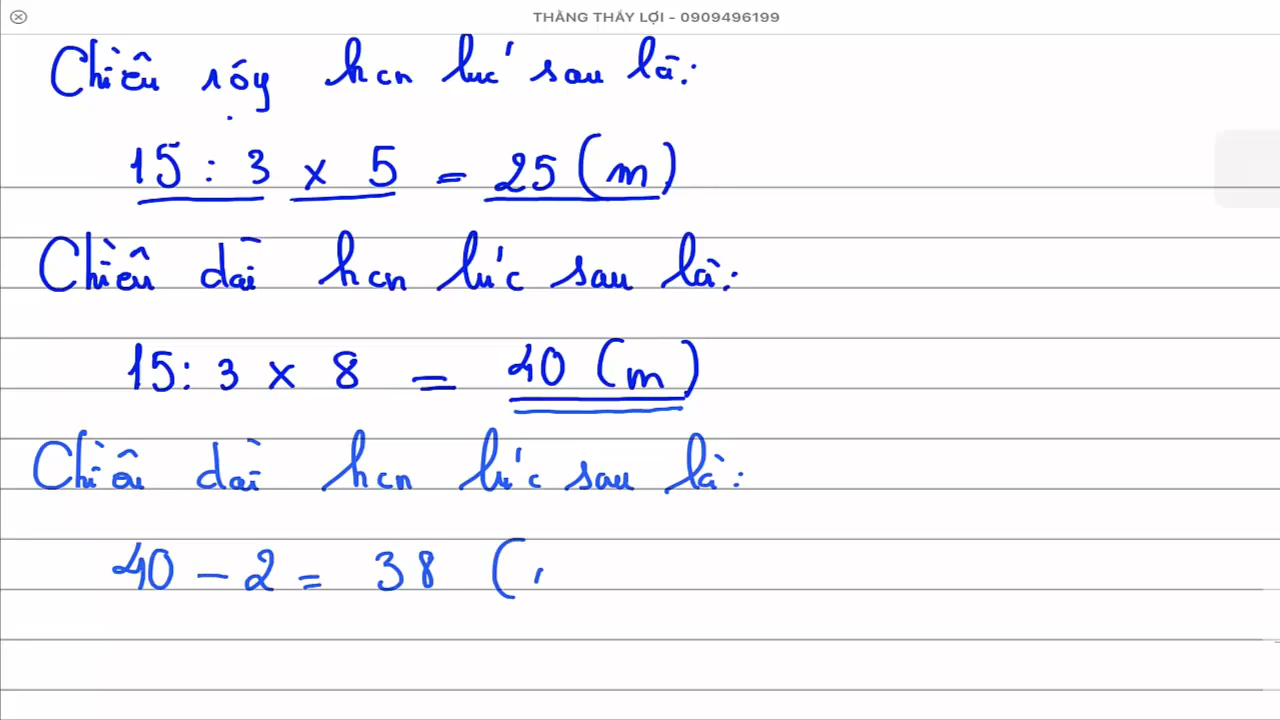 THẰNG THẦY LỢI - 0909496199
Chiều rộng hcn lúc sau là:
15 : 3 x 5 = 25 (m)
Chiều dài hcn lúc sau là:
15 : 3 x 8 = 40 (m)
Chiều dài hcn lúc sau là:
40 - 2 = 38 (